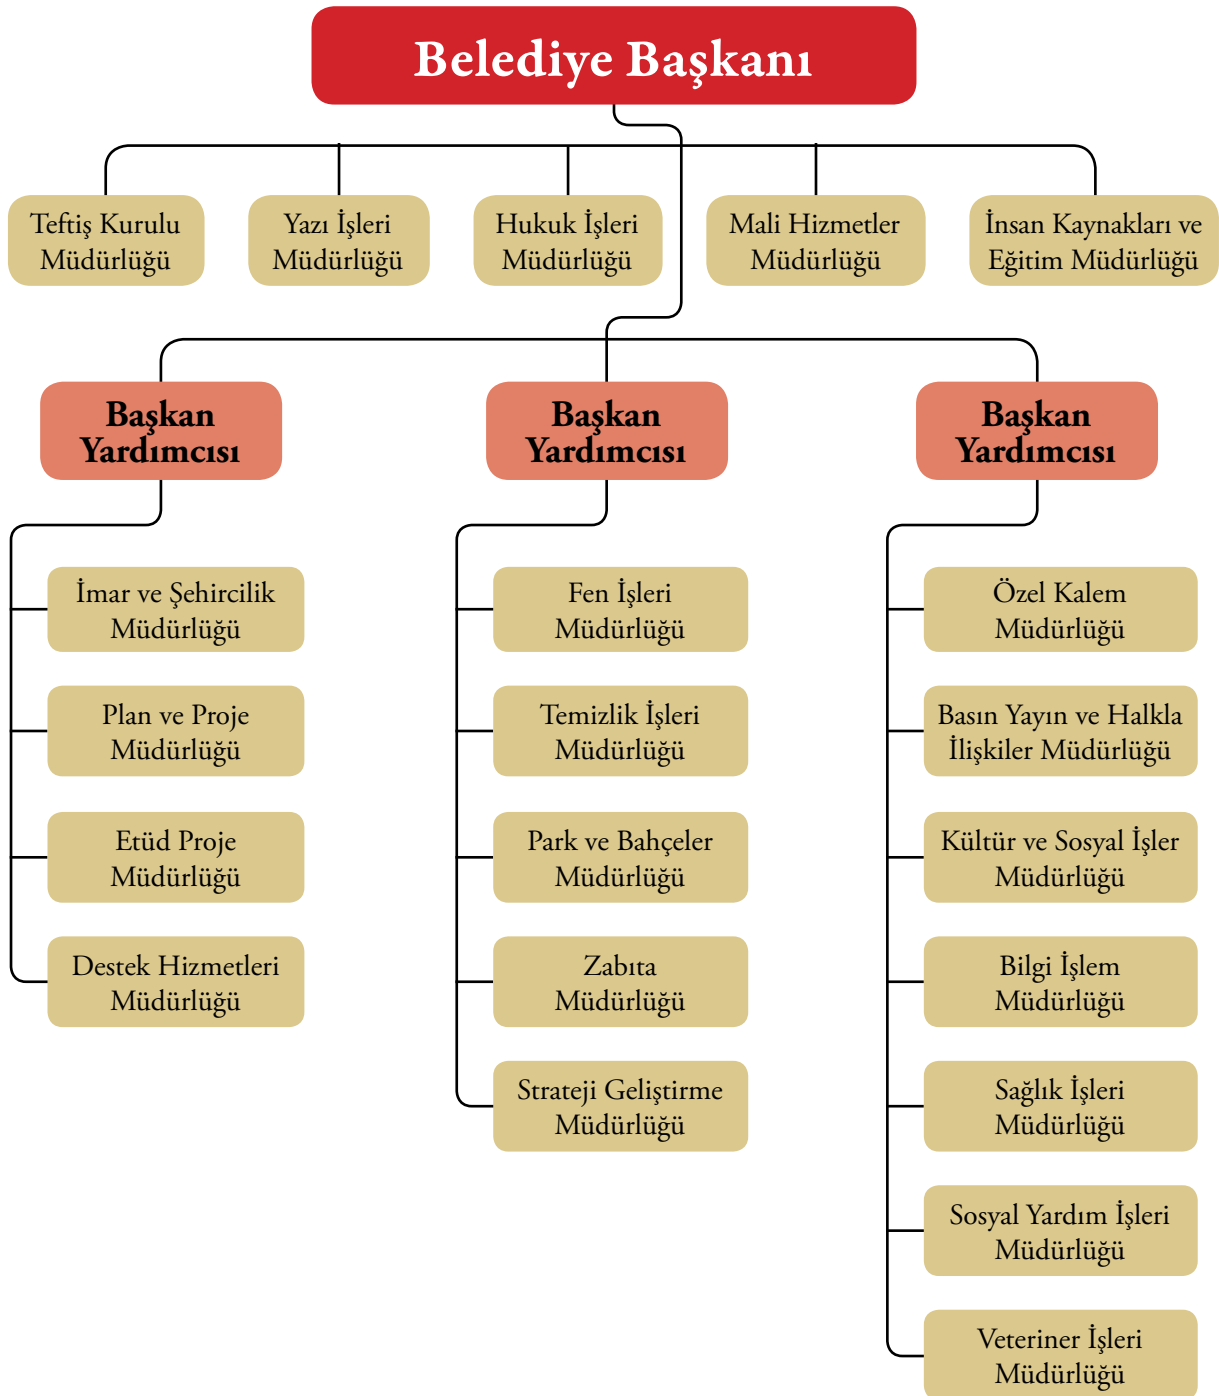 Belediye Başkanı
Teftiş Kurulu
Müdürlüğü
Yazı İşleri
Müdürlüğü
Hukuk İşleri
Müdürlüğü
Mali Hizmetler
Müdürlüğü
İnsan Kaynakları ve
Eğitim Müdürlüğü
Başkan
Yardımcısı
İmar ve Şehircilik
Müdürlüğü
Plan ve Proje
Müdürlüğü
Etüd Proje
Müdürlüğü
Destek Hizmetleri
Müdürlüğü
Başkan
Yardımcısı
Fen İşleri
Müdürlüğü
Temizlik İşleri
Müdürlüğü
Park ve Bahçeler
Müdürlüğü
Zabıta
Müdürlüğü
Strateji Geliştirme
Müdürlüğü
Başkan
Yardımcısı
Özel Kalem
Müdürlüğü
Basın Yayın ve Halkla
İlişkiler Müdürlüğü
Kültür ve Sosyal İşler
Müdürlüğü
Bilgi İşlem
Müdürlüğü
Sağlık İşleri
Müdürlüğü
Sosyal Yardım İşleri
Müdürlüğü
Veteriner İşleri
Müdürlüğü